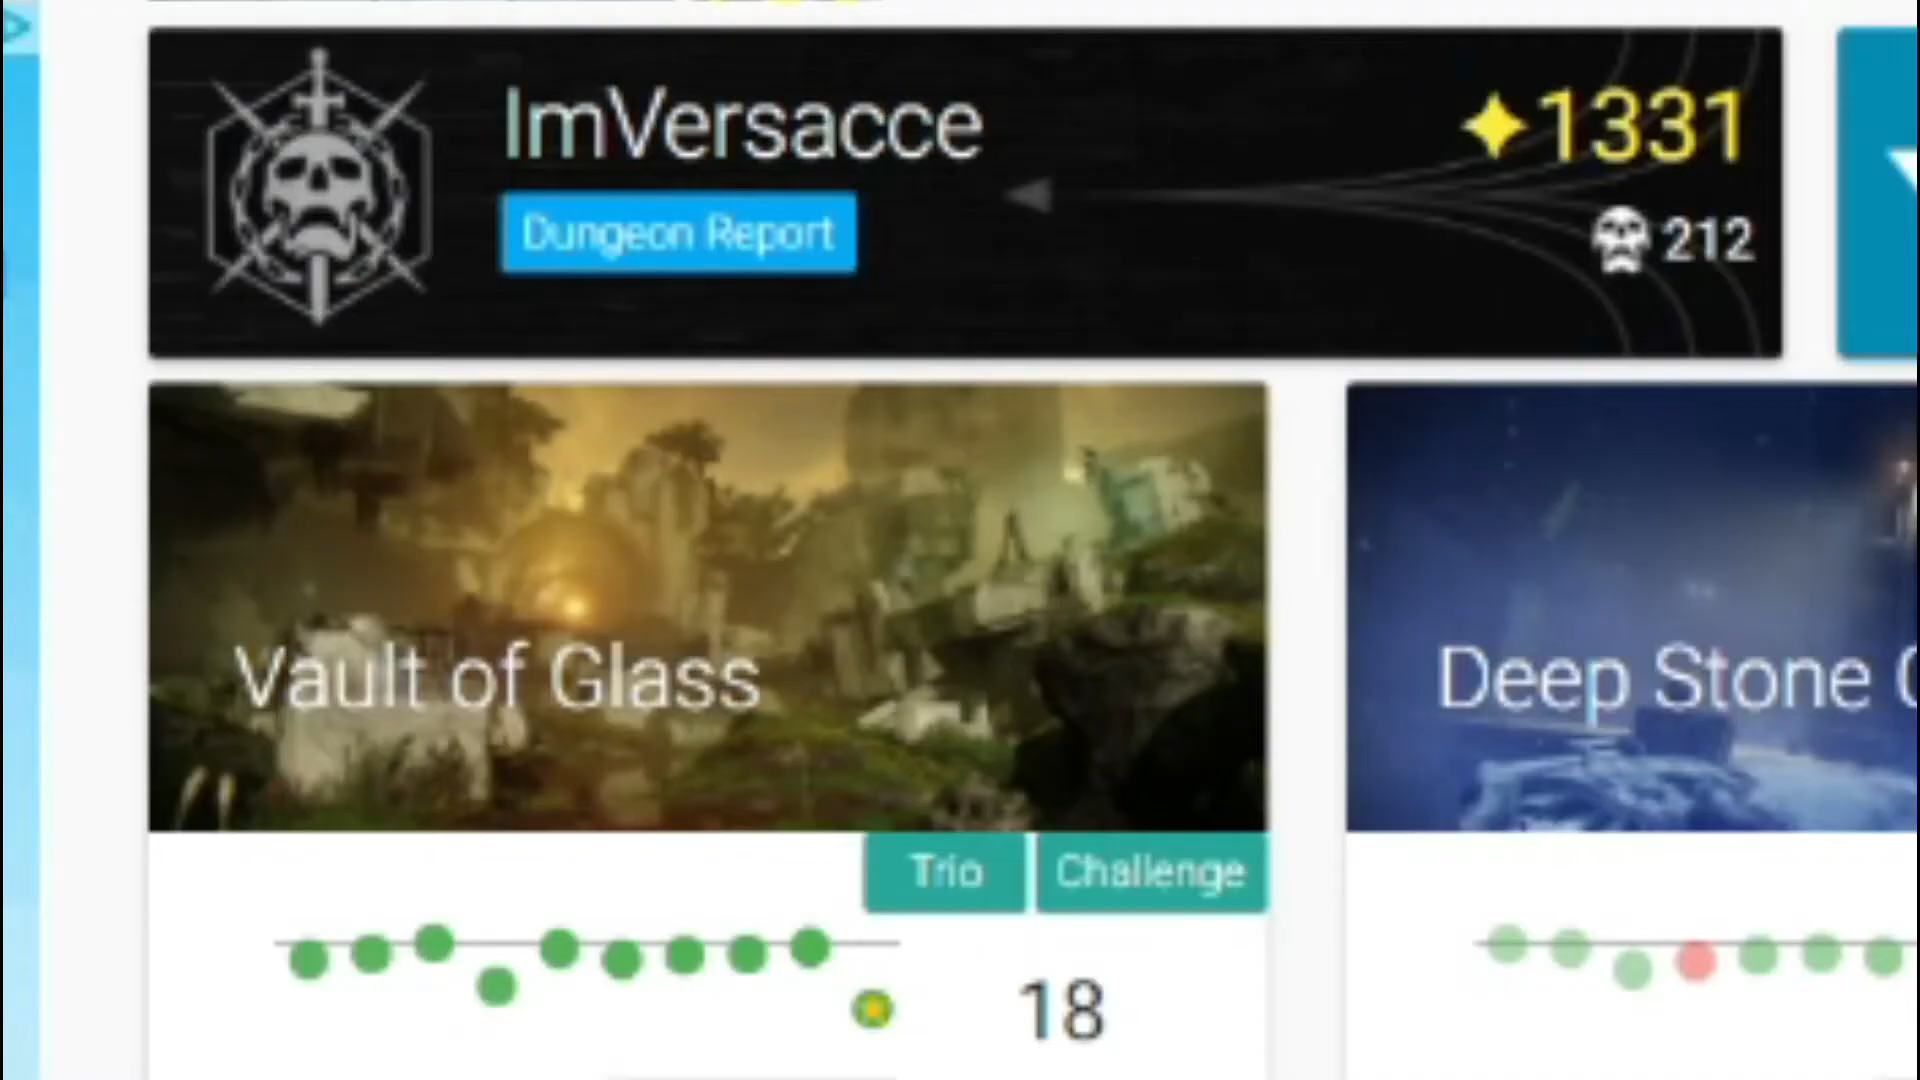 ImVersacce
1331
Dungeon Report
212
Vault of Glass
Deep Stone
Trio
Challenge
18